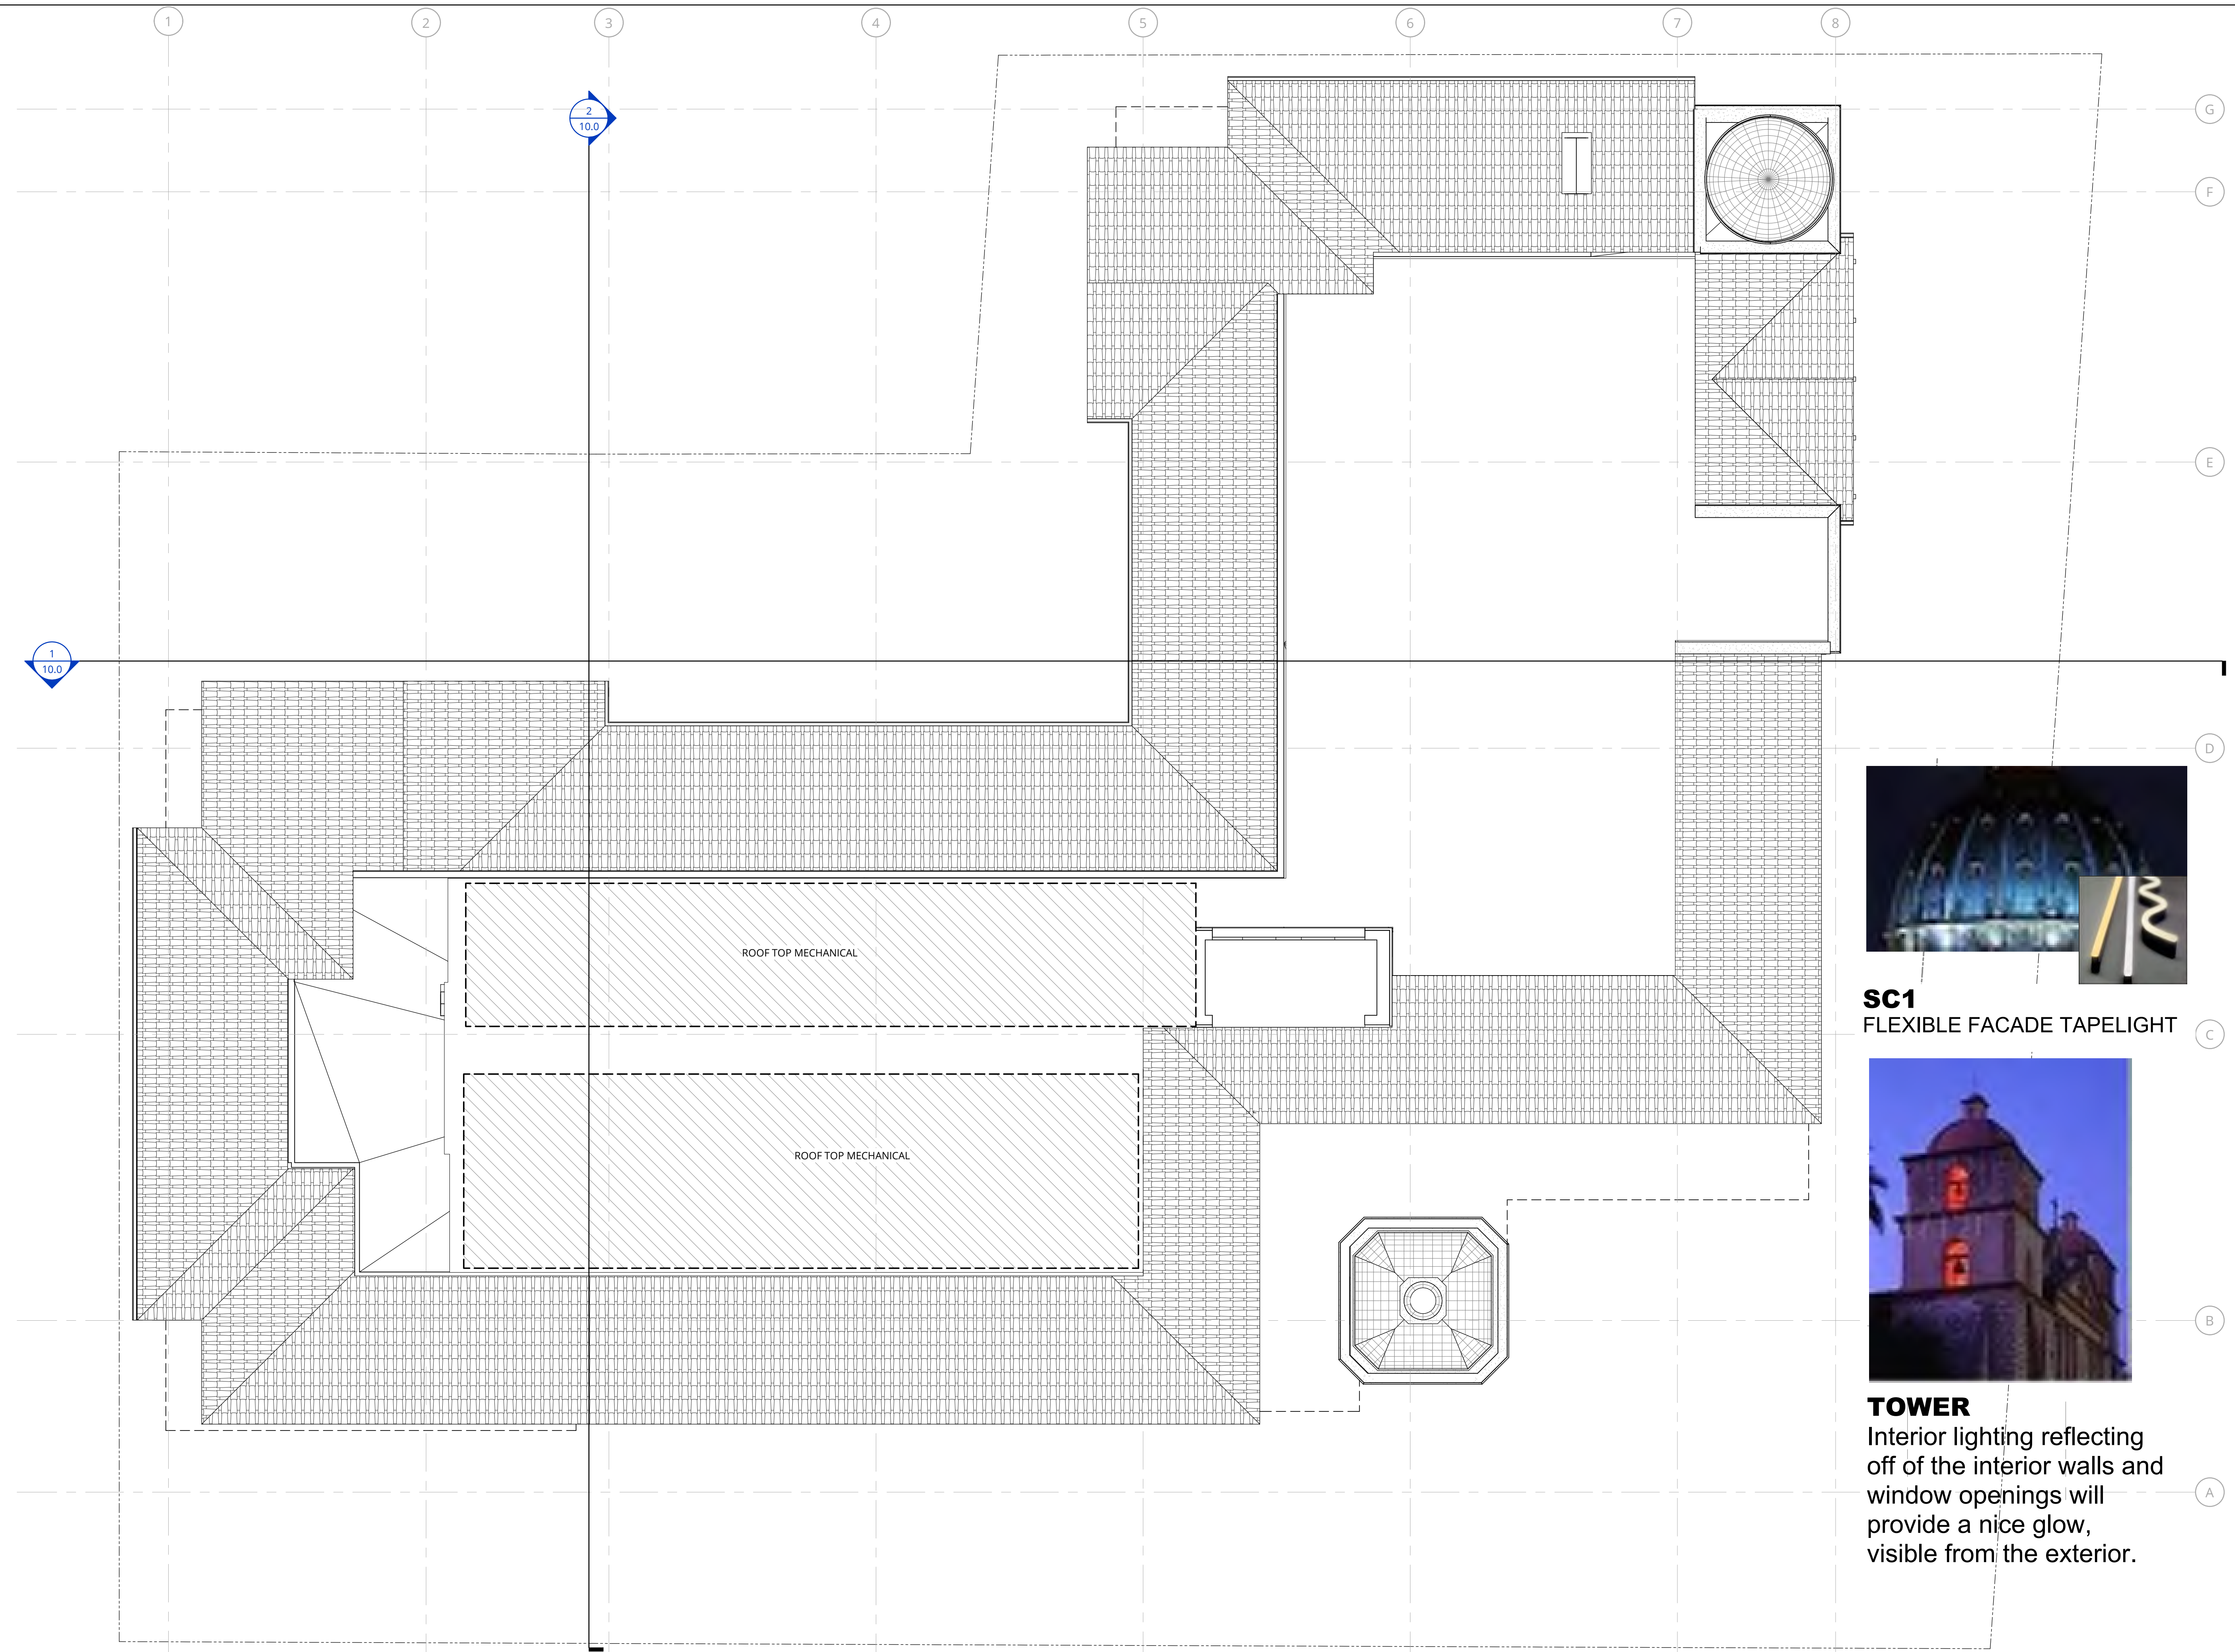 1 2 3 4 5 6 7 8
2
10.0
G
F
E
1
10.0
D
ROOF TOP MECHANICAL
SC1
FLEXIBLE FACADE TAPELIGHT
C
ROOF TOP MECHANICAL
B
TOWER
Interior lighting reflecting
off of the interior walls and
window openings will
provide a nice glow,
visible from the exterior.
A